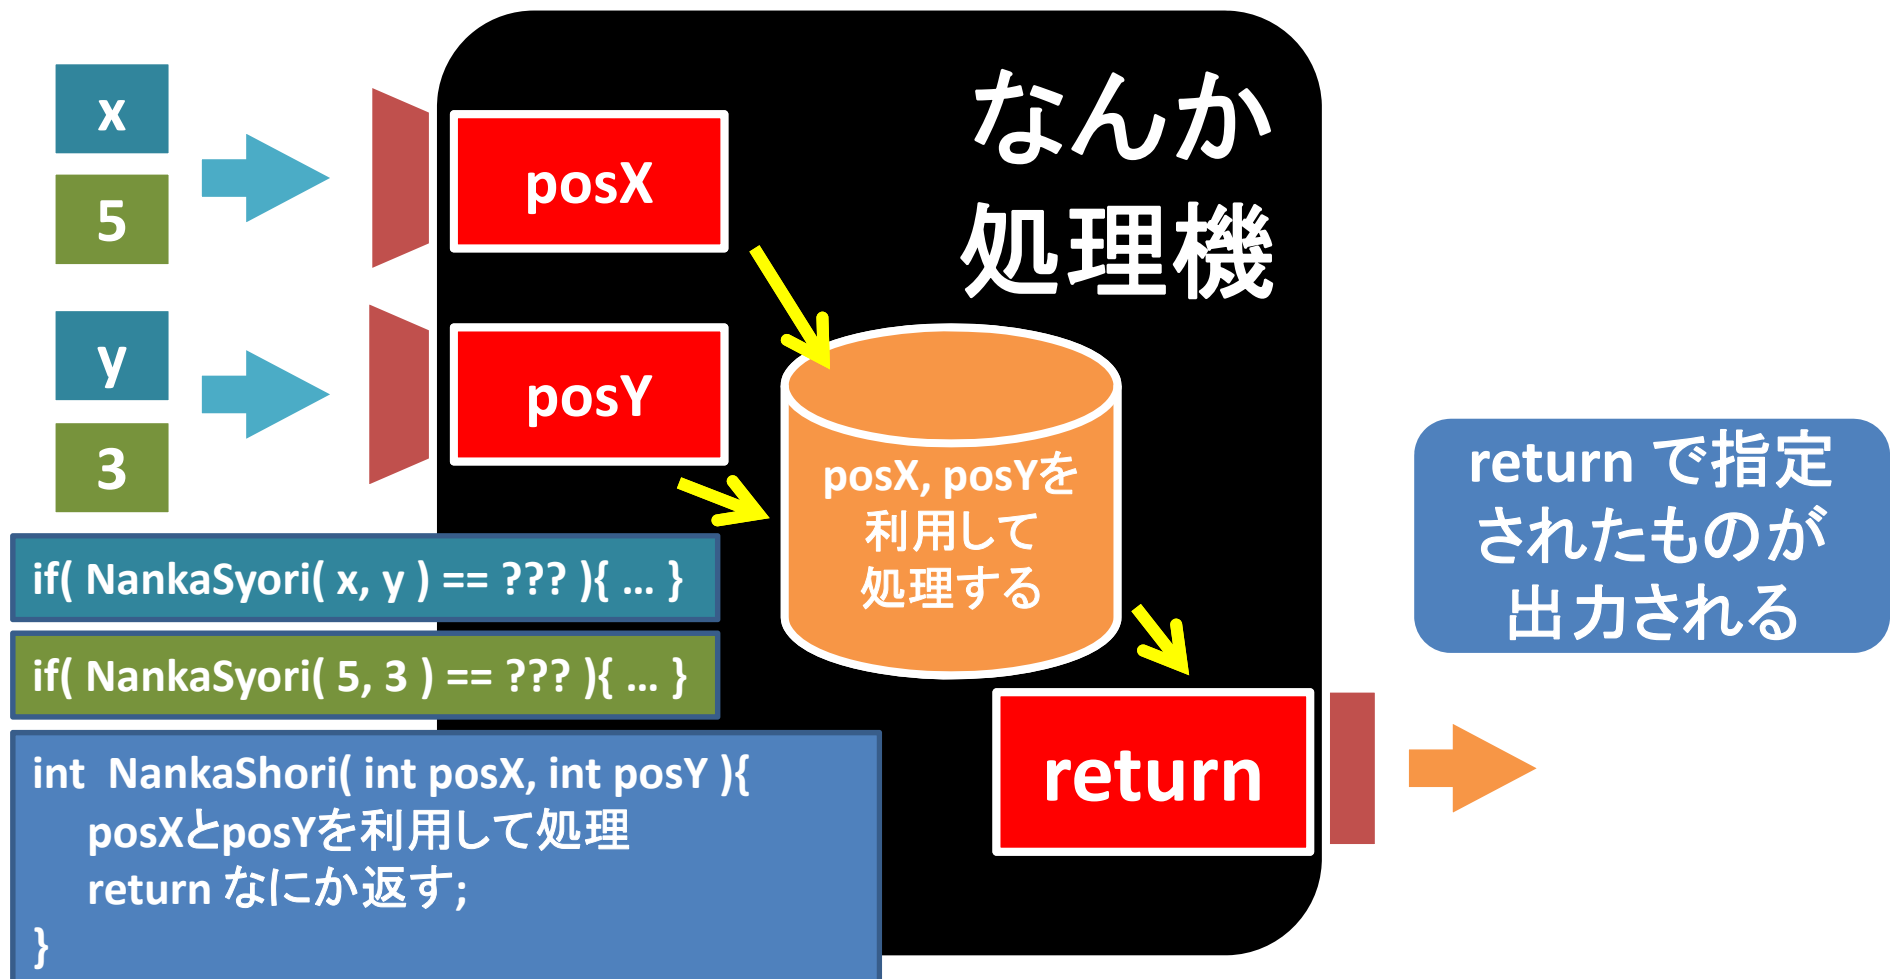 x
5
y
3
posX
posY
なんか
処理機
posX, posYを
利用して
処理する
return
return で指定
されたものが
出力される
if( NankaSyori( x, y ) == ??? ){ ... }
if( NankaSyori( 5, 3 ) == ??? ){ ... }
int  NankaShori( int posX, int posY ){
posXとposYを利用して処理
return なにか返す;
}